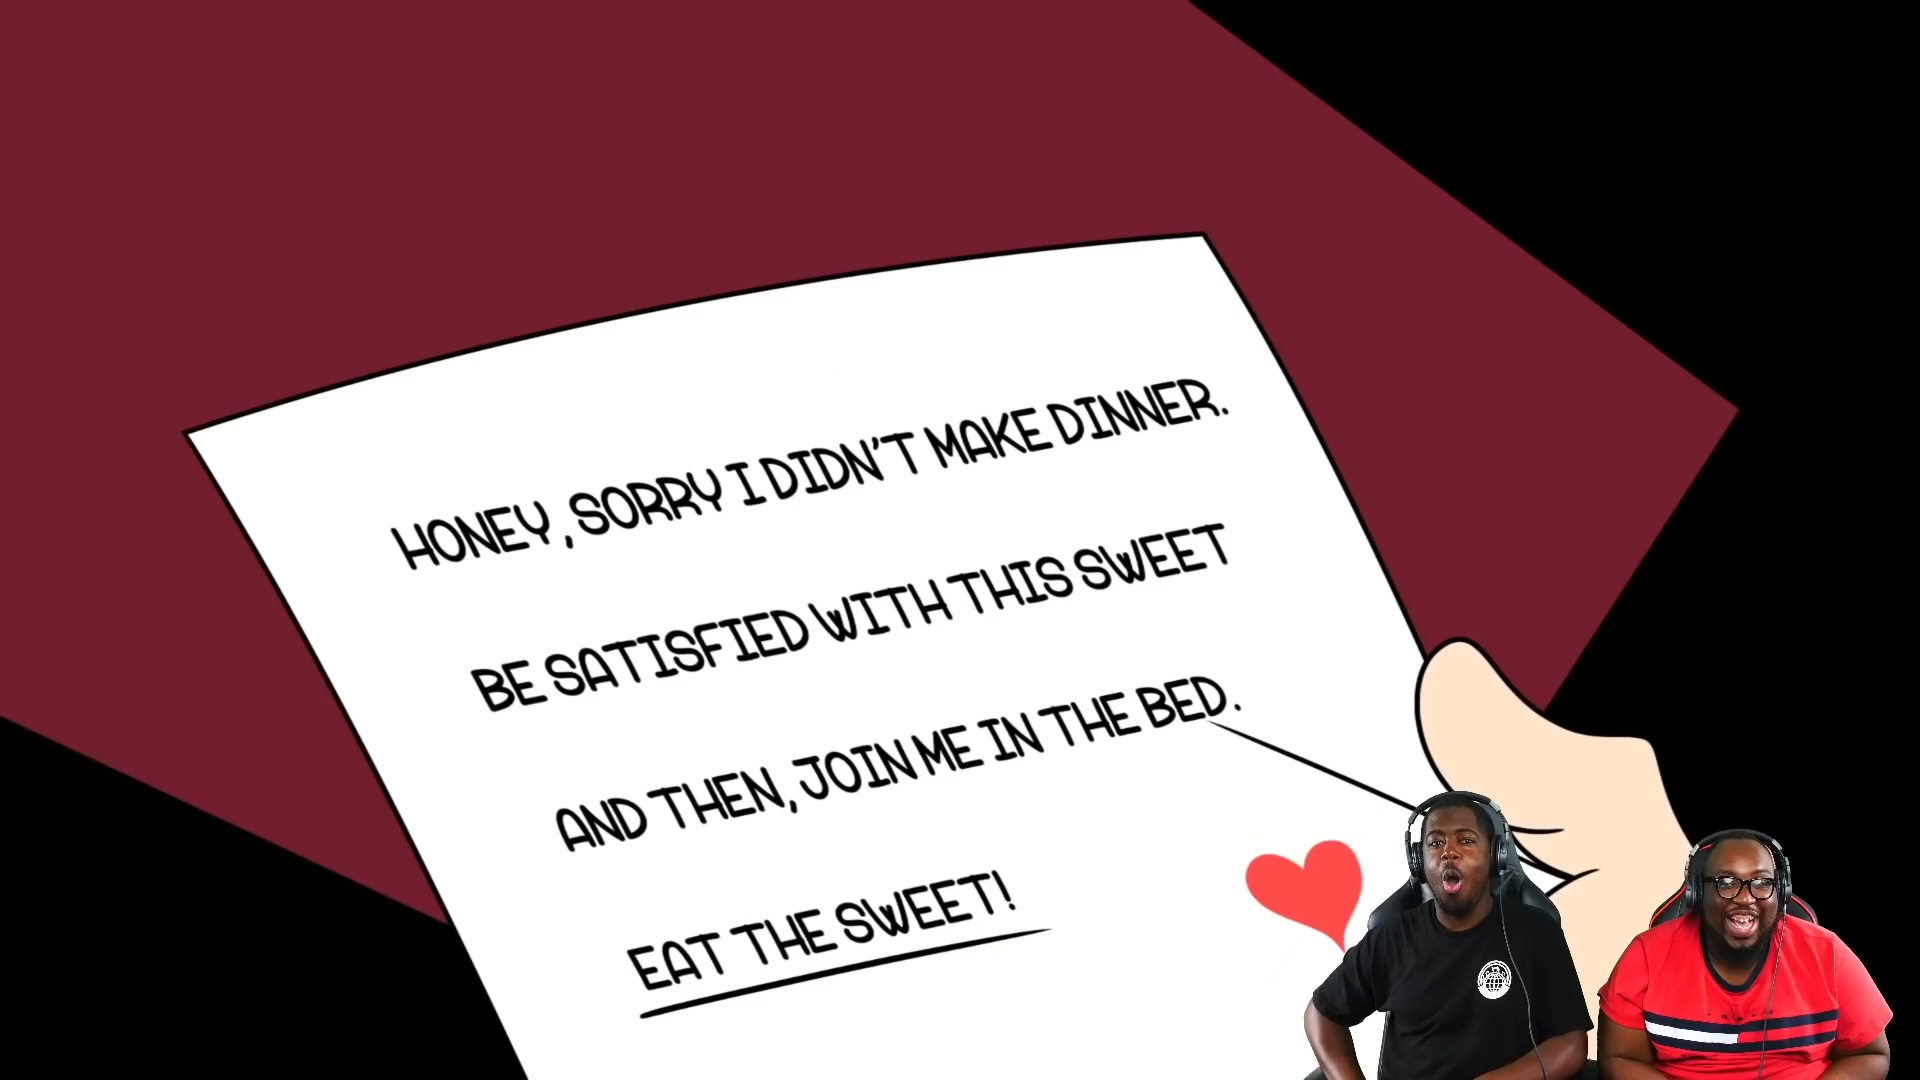 HONEY, SORRY I DIDN'T MAKE DINNER.
BE SATISFIED WITH THIS SWEET
AND THEN, JOIN ME IN THE BED.
EAT THE SWEET!